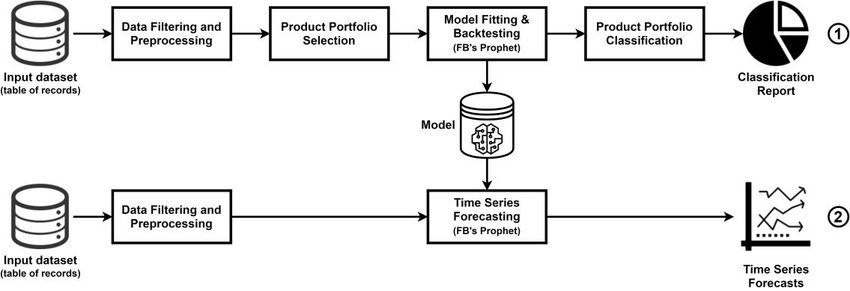 Data Filtering and
Preprocessing
Product Portfolio
Selection
Model Fitting &
Backtesting
(FB's Prophet)
Product Portfolio
Classification
1
Input dataset
(table of records)
Classification
Report
Model
Data Filtering and
Preprocessing
Time Series
Forecasting
(FB's Prophet)
2
Input dataset
(table of records)
Time Series
Forecasts